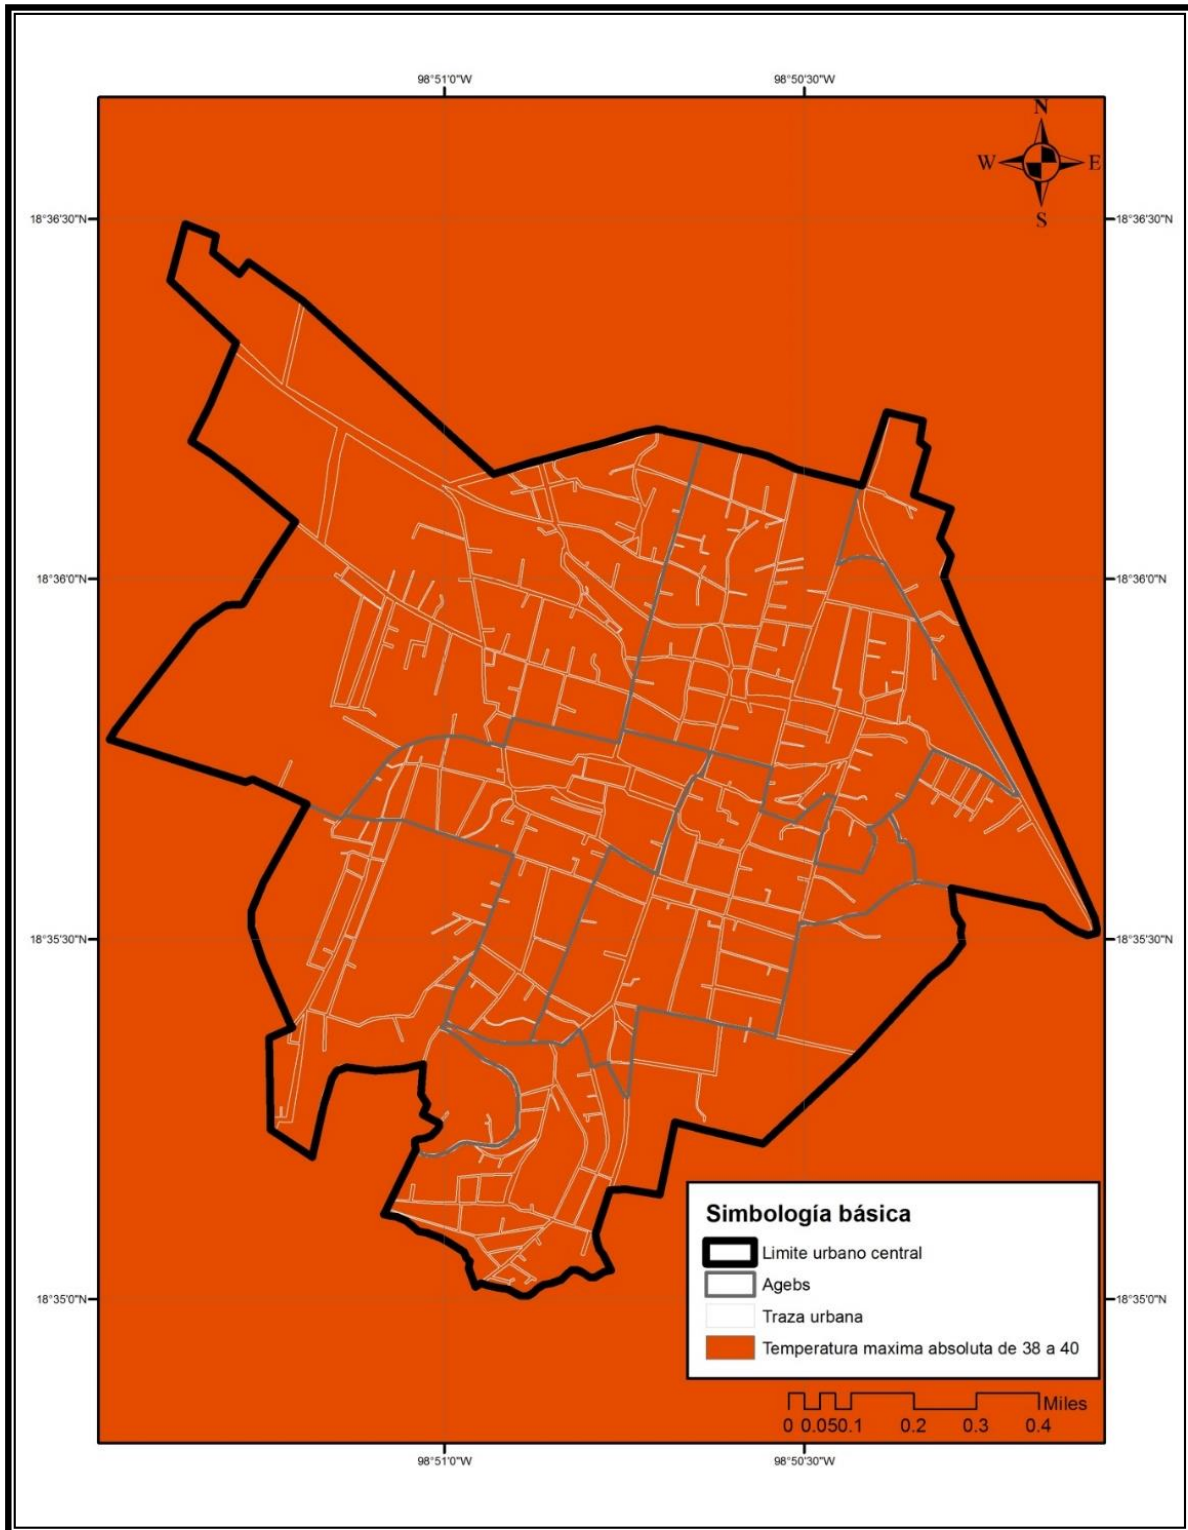 98°51'0"W 98°50'30"W
N
W E
S
18°36'30"N 18°36'30"N
18°36'0"N 18°36'0"N
18°35'30"N 18°35'30"N
Simbología básica
Limite urbano central
Agebs
18°35'0"N 18°35'0"N
Traza urbana
Temperatura maxima absoluta de 38 a 40
Miles
0 0.050.1 0.2 0.3 0.4
98°51'0"W 98°50'30"W